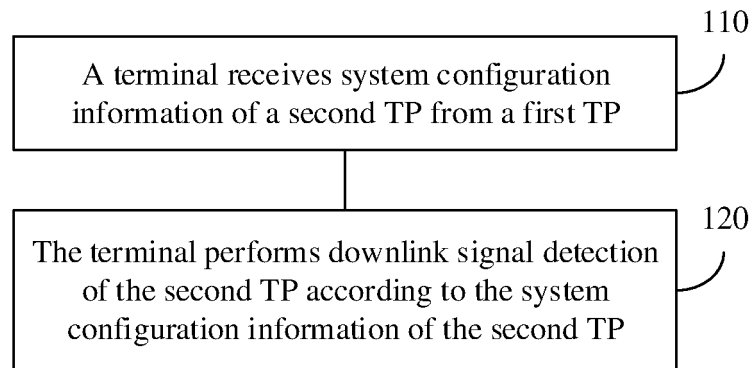 110
A terminal receives system configuration
information of a second TP from a first TP
120
The terminal performs downlink signal detection
of the second TP according to the system
configuration information of the second TP